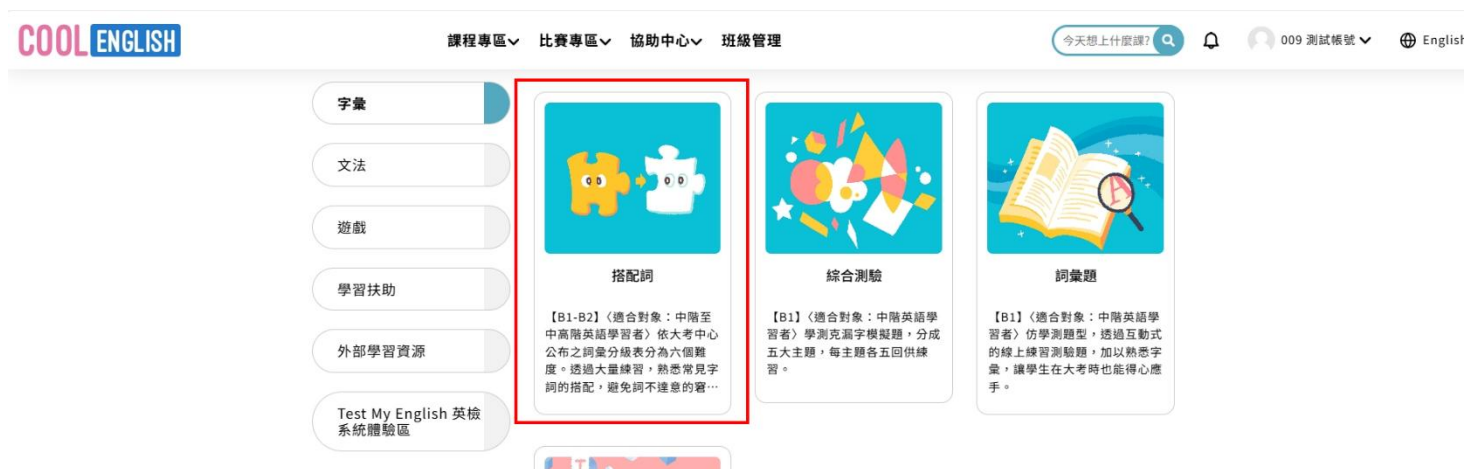 COOL ENGLISH
課程專區 比賽專區 協助中心 班級管理
今天想上什麼課?
009 測試帳號
English
字彙
文法
遊戲
學習扶助
外部學習資源
Test My English 英檢
系統體驗區
搭配詞
【B1-B2】〈適合對象：中階至
中高階英語學習者〉依大考中心
公布之詞彙分級表分為六個難
度。透過大量練習，熟悉常見字
詞的搭配，避免詞不達意的窘…
綜合測驗
【B1】〈適合對象：中階英語學
習者〉學測克漏字模擬題，分成
五大主題，每主題各五回供練
習。
詞彙題
【B1】〈適合對象：中階英語學
習者〉仿學測題型，透過互動式
的線上練習測驗題，加以熟悉字
彙，讓學生在大考時也能得心應
手。